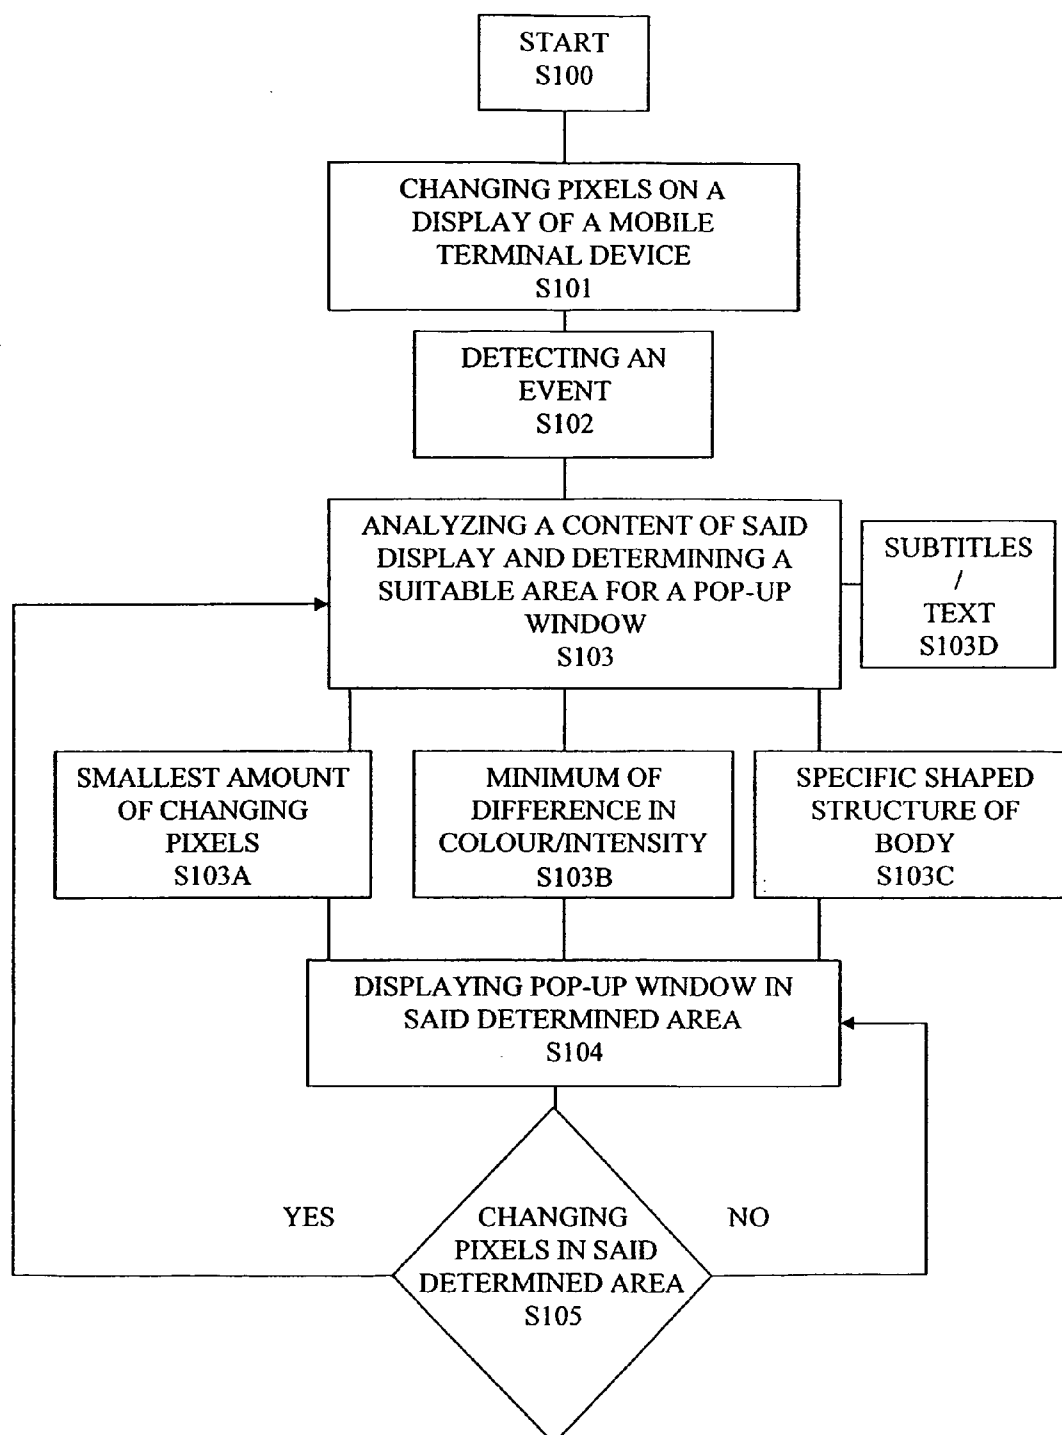 START
S100
CHANGING PIXELS ON A
DISPLAY OF A MOBILE
TERMINAL DEVICE
S101
DETECTING AN
EVENT
S102
ANALYZING A CONTENT OF SAID
DISPLAY AND DETERMINING A
SUITABLE AREA FOR A POP-UP
WINDOW
S103
SUBTITLES
/
TEXT
S103D
SMALLEST AMOUNT
OF CHANGING
PIXELS
S103A
MINIMUM OF
DIFFERENCE IN
COLOUR/INTENSITY
S103B
SPECIFIC SHAPED
STRUCTURE OF
BODY
S103C
DISPLAYING POP-UP WINDOW IN
SAID DETERMINED AREA
S104
YES
CHANGING
PIXELS IN SAID
DETERMINED AREA
S105
NO